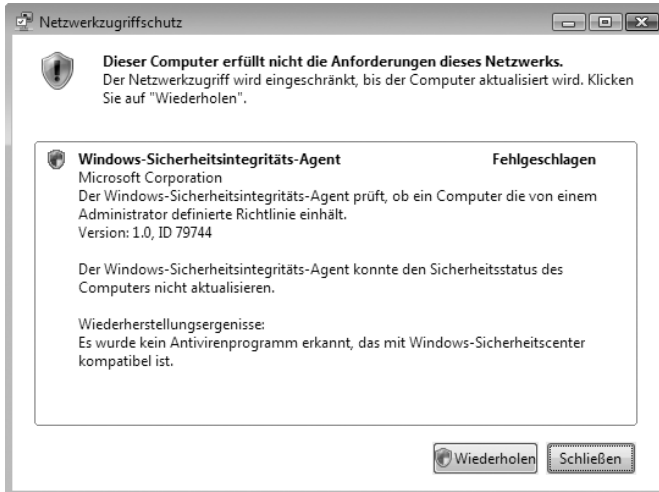 Netzwerkzugriffschutz
Dieser Computer erfüllt nicht die Anforderungen dieses Netzwerks.
Der Netzwerkzugriff wird eingeschränkt, bis der Computer aktualisiert wird. Klicken
Sie auf "Wiederholen".
Windows-Sicherheitsintegritäts-Agent Fehlgeschlagen
Microsoft Corporation
Der Windows-Sicherheitsintegritäts-Agent prüft, ob ein Computer die von einem
Administrator definierte Richtlinie einhält.
Version: 1.0, ID 79744
Der Windows-Sicherheitsintegritäts-Agent konnte den Sicherheitsstatus des
Computers nicht aktualisieren.
Wiederherstellungsergenisse:
Es wurde kein Antivirenprogramm erkannt, das mit Windows-Sicherheitscenter
kompatibel ist.
Wiederholen Schließen